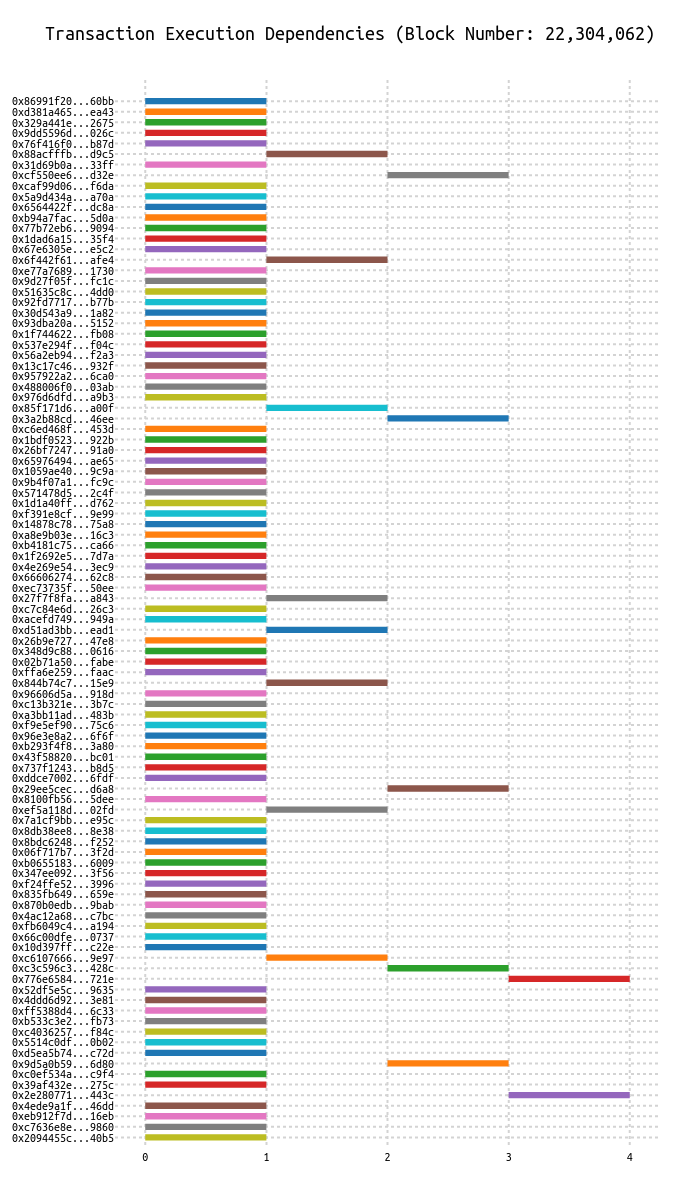 Transaction Execution Dependencies (Block Number: 22,304,062)
0x86991f20...60bb
0xd381a465...ea43
0x329a441e...2675
0x9dd5596d...026c
0x76f416f0...b87d
0x88acfffb...d9c5
0x31d69b0a...33ff
0xcf550ee6...d32e
0xcaf99d06...f6da
0x5a9d434a...a70a
0x6564422f...dc8a
0xb94a7fac...5d0a
0x77b72eb6...9094
0x1dad6a15...35f4
0x67e6305e...e5c2
0x6f442f61...afe4
0xe77a7689...1730
0x9d27f05f...fc1c
0x51635c8c...4dd0
0x92fd7717...b77b
0x30d543a9...1a82
0x93dba20a...5152
0x1f744622...fb08
0x537e294f...f04c
0x56a2eb94...f2a3
0x13c17c46...932f
0x957922a2...6ca0
0x488006f0...03ab
0x976d6dfd...a9b3
0x85f171d6...a00f
0x3a2b88cd...46ee
0xc6ed468f...453d
0x1bdf0523...922b
0x26bf7247...91a0
0x65976494...ae65
0x1059ae40...9c9a
0x9b4f07a1...fc9c
0x571478d5...2c4f
0x1d1a40ff...d762
0xf391e8cf...9e99
0x14878c78...75a8
0xa8e9b03e...16c3
0xb4181c75...ca66
0x1f2692e5...7d7a
0x4e269e54...3ec9
0x66606274...62c8
0xec73735f...50ee
0x27f7f8fa...a843
0xc7c84e6d...26c3
0xacefd749...949a
0xd51ad3bb...ead1
0x26b9e727...47e8
0x348d9c88...0616
0x02b71a50...fabe
0xffa6e259...faac
0x844b74c7...15e9
0x96606d5a...918d
0xc13b321e...3b7c
0xa3bb11ad...483b
0xf9e5ef90...75c6
0x96e3e8a2...6f6f
0xb293f4f8...3a80
0x43f58820...bc01
0x737f1243...b8d5
0xddce7002...6fdf
0x29ee5cec...d6a8
0x8100fb56...5dee
0xef5a118d...02fd
0x7a1cf9bb...e95c
0x8db38ee8...8e38
0x8bdc6248...f252
0x06f717b7...3f2d
0xb0655183...6009
0x347ee092...3f56
0xf24ffe52...3996
0x835fb649...659e
0x870b0edb...9bab
0x4ac12a68...c7bc
0xfb6049c4...a194
0x66c00dfe...0737
0x10d397ff...c22e
0xc6107666...9e97
0xc3c596c3...428c
0x776e6584...721e
0x52df5e5c...9635
0x4ddd6d92...3e81
0xff5388d4...6c33
0xb533c3e2...fb73
0xc4036257...f84c
0x5514c0df...0b02
0xd5ea5b74...c72d
0x9d5a0b59...6d80
0xc0ef534a...c9f4
0x39af432e...275c
0x2e280771...443c
0x4ede9a1f...46dd
0xeb912f7d...16eb
0xc7636e8e...9860
0x2094455c...40b5
0 1 2 3 4